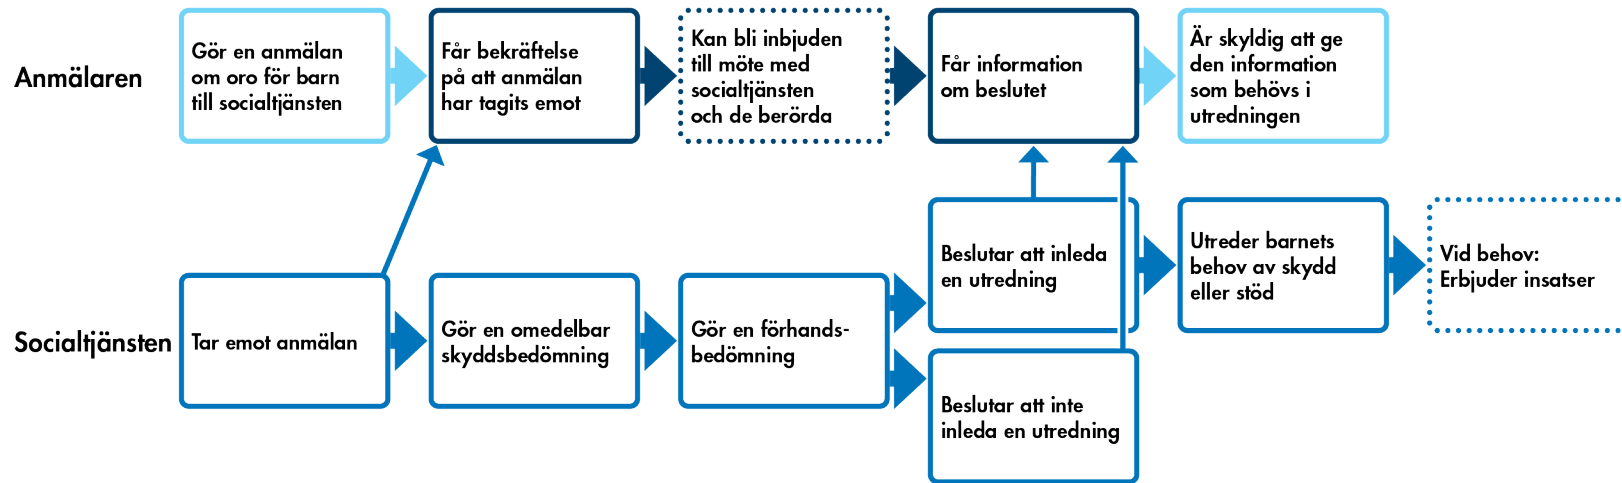 Anmälaren
Gör en anmälan
om oro för barn
till socialtjänsten
Får bekräftelse
på att anmälan
har tagits emot
Kan bli inbjuden
till möte med
socialtjänsten
och de berörda
Får information
om beslutet
Är skyldig att ge
den information
som behövs i
utredningen
Socialtjänsten
Tar emot anmälan
Gör en omedelbar
skyddsbedömning
Gör en förhands-
bedömning
Beslutar att inleda
en utredning
Beslutar att inte
inleda en utredning
Utreder barnets
behov av skydd
eller stöd
Vid behov:
Erbjuder insatser